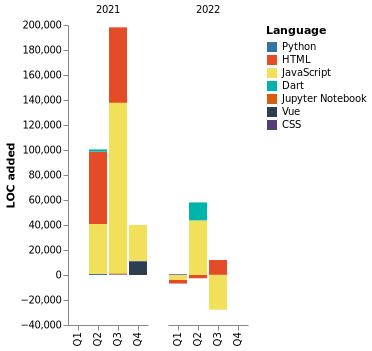 2021
2022
LOC added
200,000
180,000
160,000
140,000
120,000
100,000
80,000
60,000
40,000
20,000
0
−20,000
−40,000
Q1
Q2
Q3
Q4
Q1
Q2
Q3
Q4
Language
Python
HTML
JavaScript
Dart
Jupyter Notebook
Vue
CSS